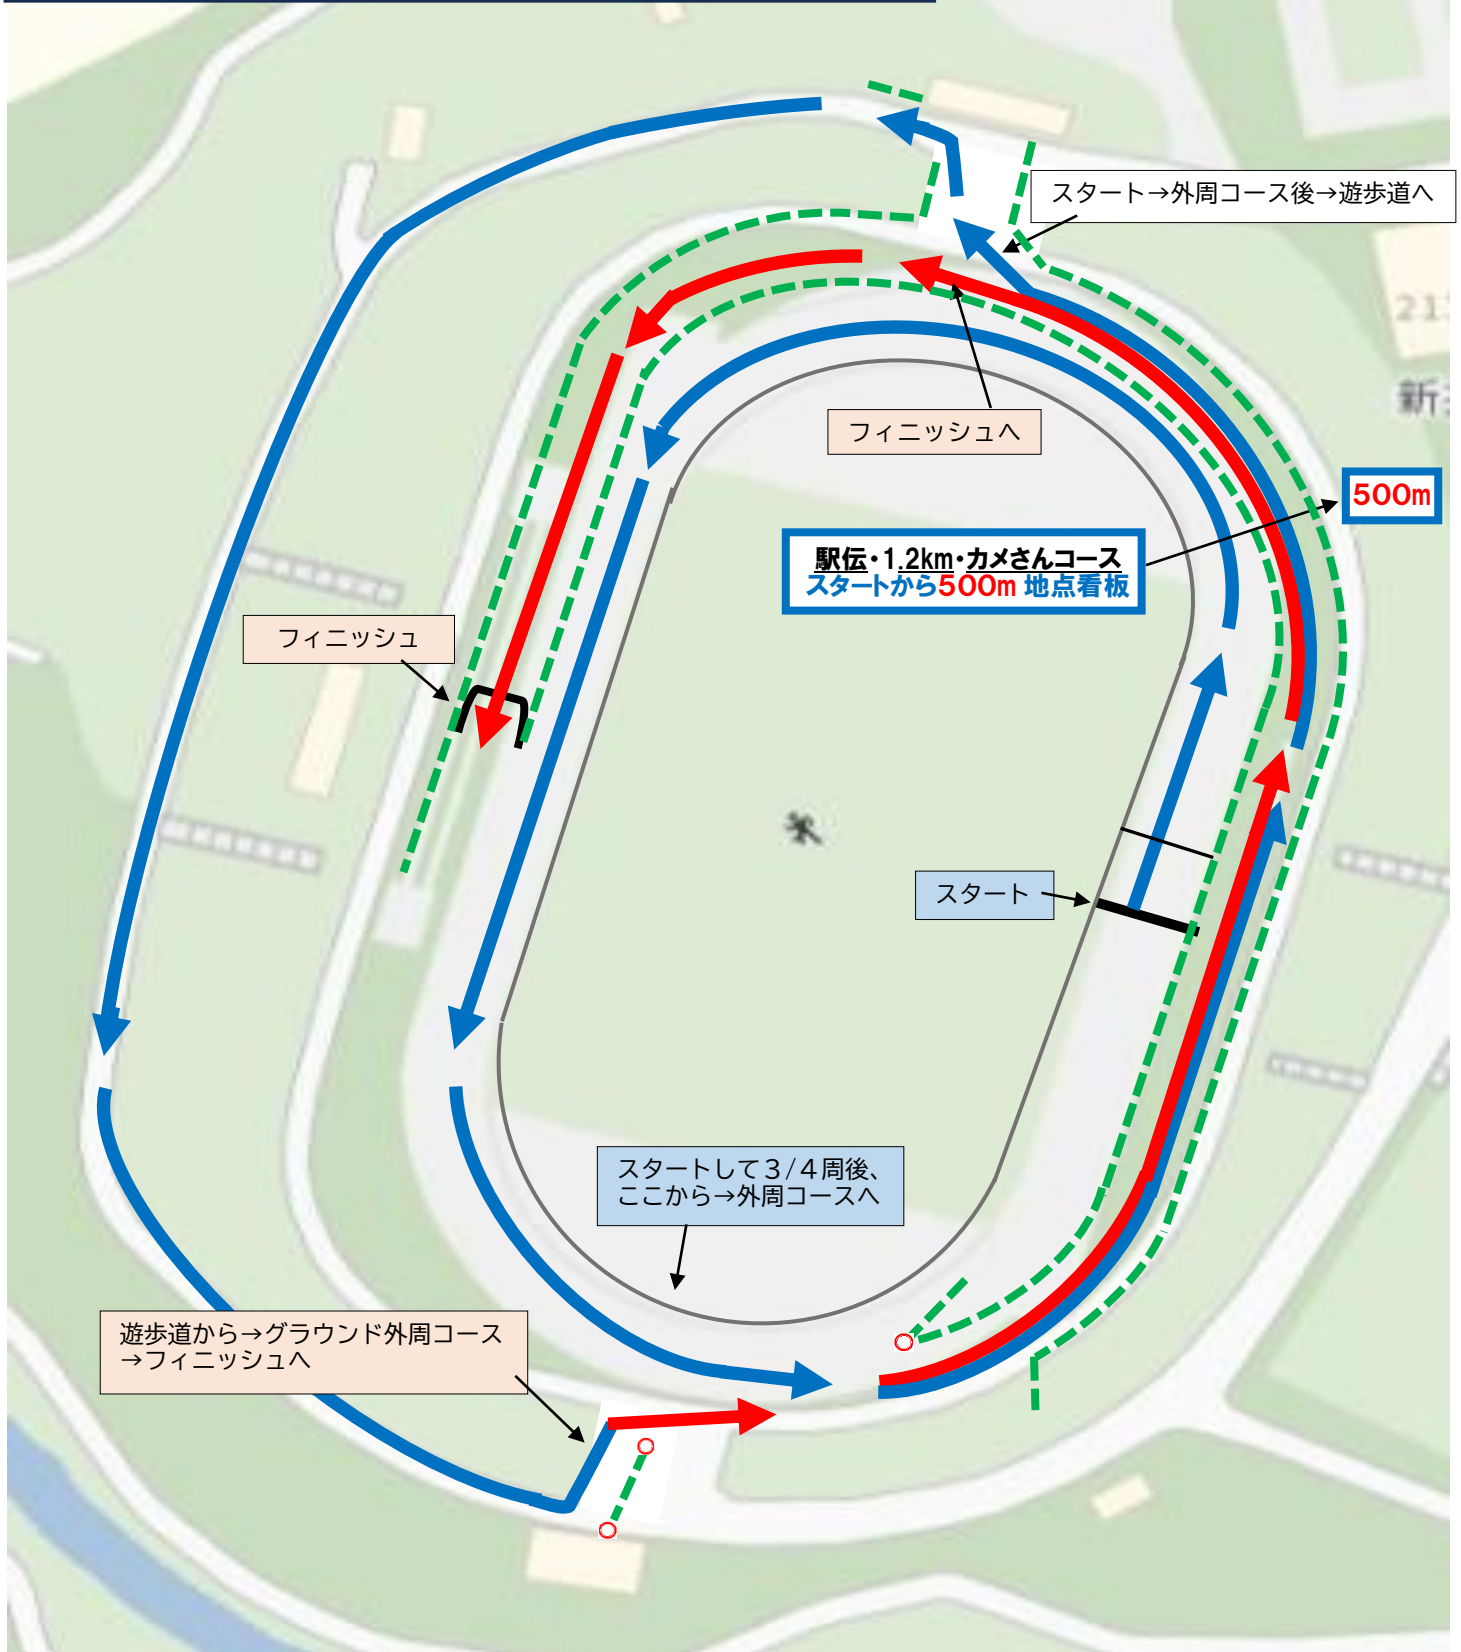 スタート→外周コース後→遊歩道へ
フィニッシュへ
500m
駅伝・1.2km・カメさんコース
スタートから500m 地点看板
フィニッシュ
スタート
スタートして３/４周後、
ここから→外周コースへ
遊歩道から→グラウンド外周コース
→フィニッシュへ
新